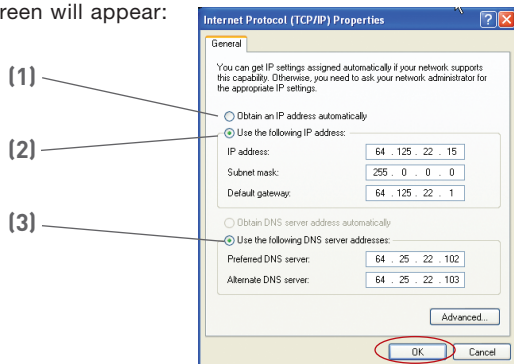 reen will appear:
Internet Protocol (TCP/IP) Properties
General
You can get IP settings assigned automatically if your network supports
this capability. Otherwise, you need to ask your network administrator for
the appropriate IP settings.
(1)
Obtain an IP address automatically
(2)
Use the following IP address:
IP address: 64 . 125 . 22 . 15
Subnet mask: 255 . 0 . 0 . 0
Default gateway: 64 . 125 . 22 . 1
Obtain DNS server address automatically
(3)
Use the following DNS server addresses:
Preferred DNS server: 64 . 25 . 22 . 102
Alternate DNS server: 64 . 25 . 22 . 103
Advanced...
OK Cancel